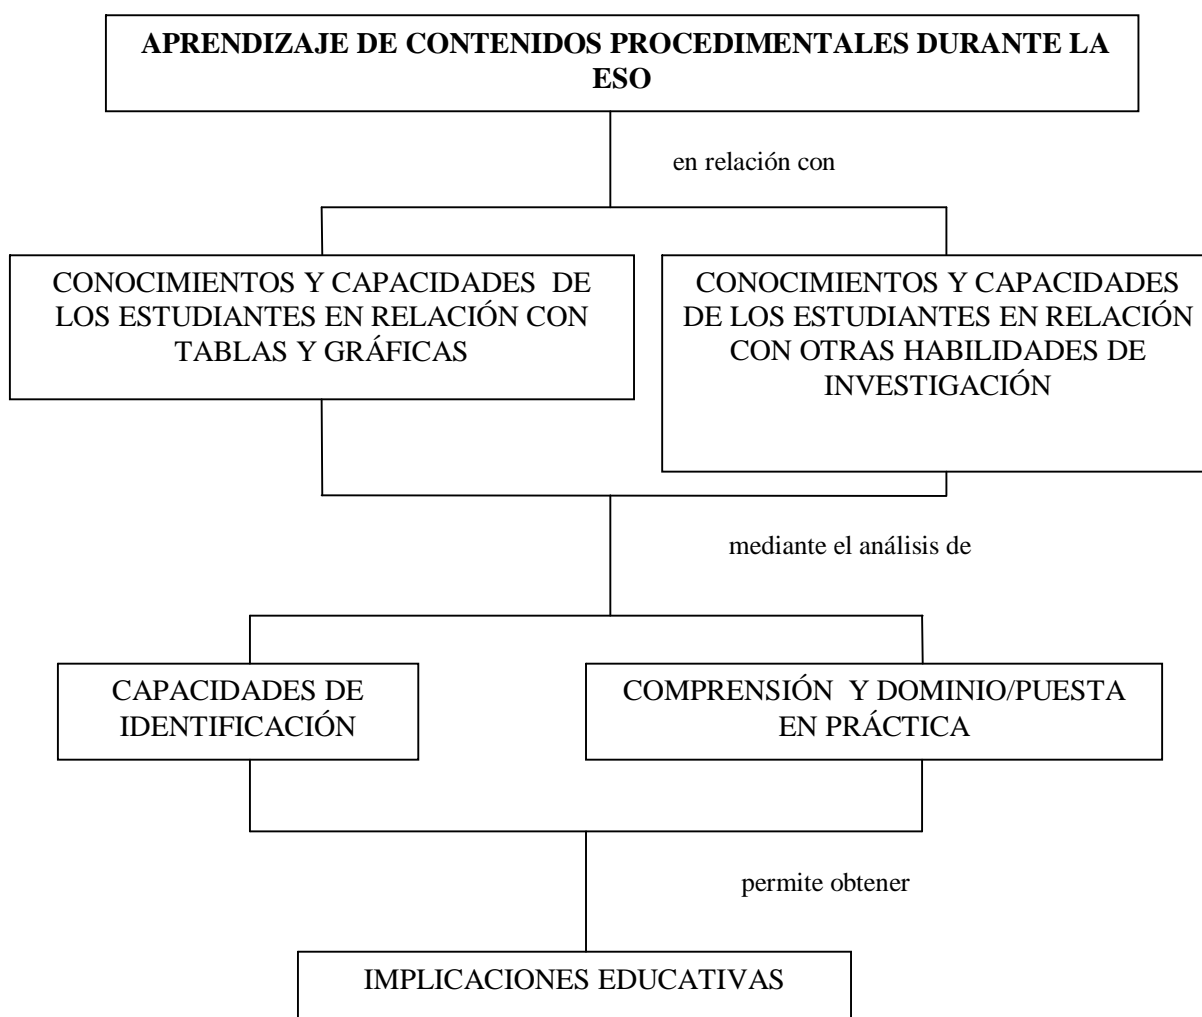 APRENDIZAJE DE CONTENIDOS PROCEDIMENTALES DURANTE LA
ESO
en relación con
CONOCIMIENTOS Y CAPACIDADES DE
LOS ESTUDIANTES EN RELACIÓN CON
TABLAS Y GRÁFICAS
CONOCIMIENTOS Y CAPACIDADES
DE LOS ESTUDIANTES EN RELACIÓN
CON OTRAS HABILIDADES DE
INVESTIGACIÓN
mediante el análisis de
CAPACIDADES DE
IDENTIFICACIÓN
COMPRENSIÓN Y DOMINIO/PUESTA
EN PRÁCTICA
permite obtener
IMPLICACIONES EDUCATIVAS